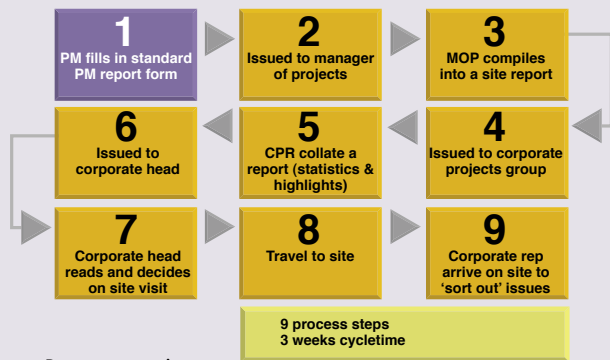 1
PM fills in standard
PM report form
2
Issued to manager
of projects
3
MOP compiles
into a site report
4
Issued to corporate
projects group
5
CPR collate a
report (statistics &
highlights)
6
Issued to
corporate head
7
Corporate head
reads and decides
on site visit
8
Travel to site
9
Corporate rep
arrive on site to
‘sort out’ issues
9 process steps
3 weeks cycletime